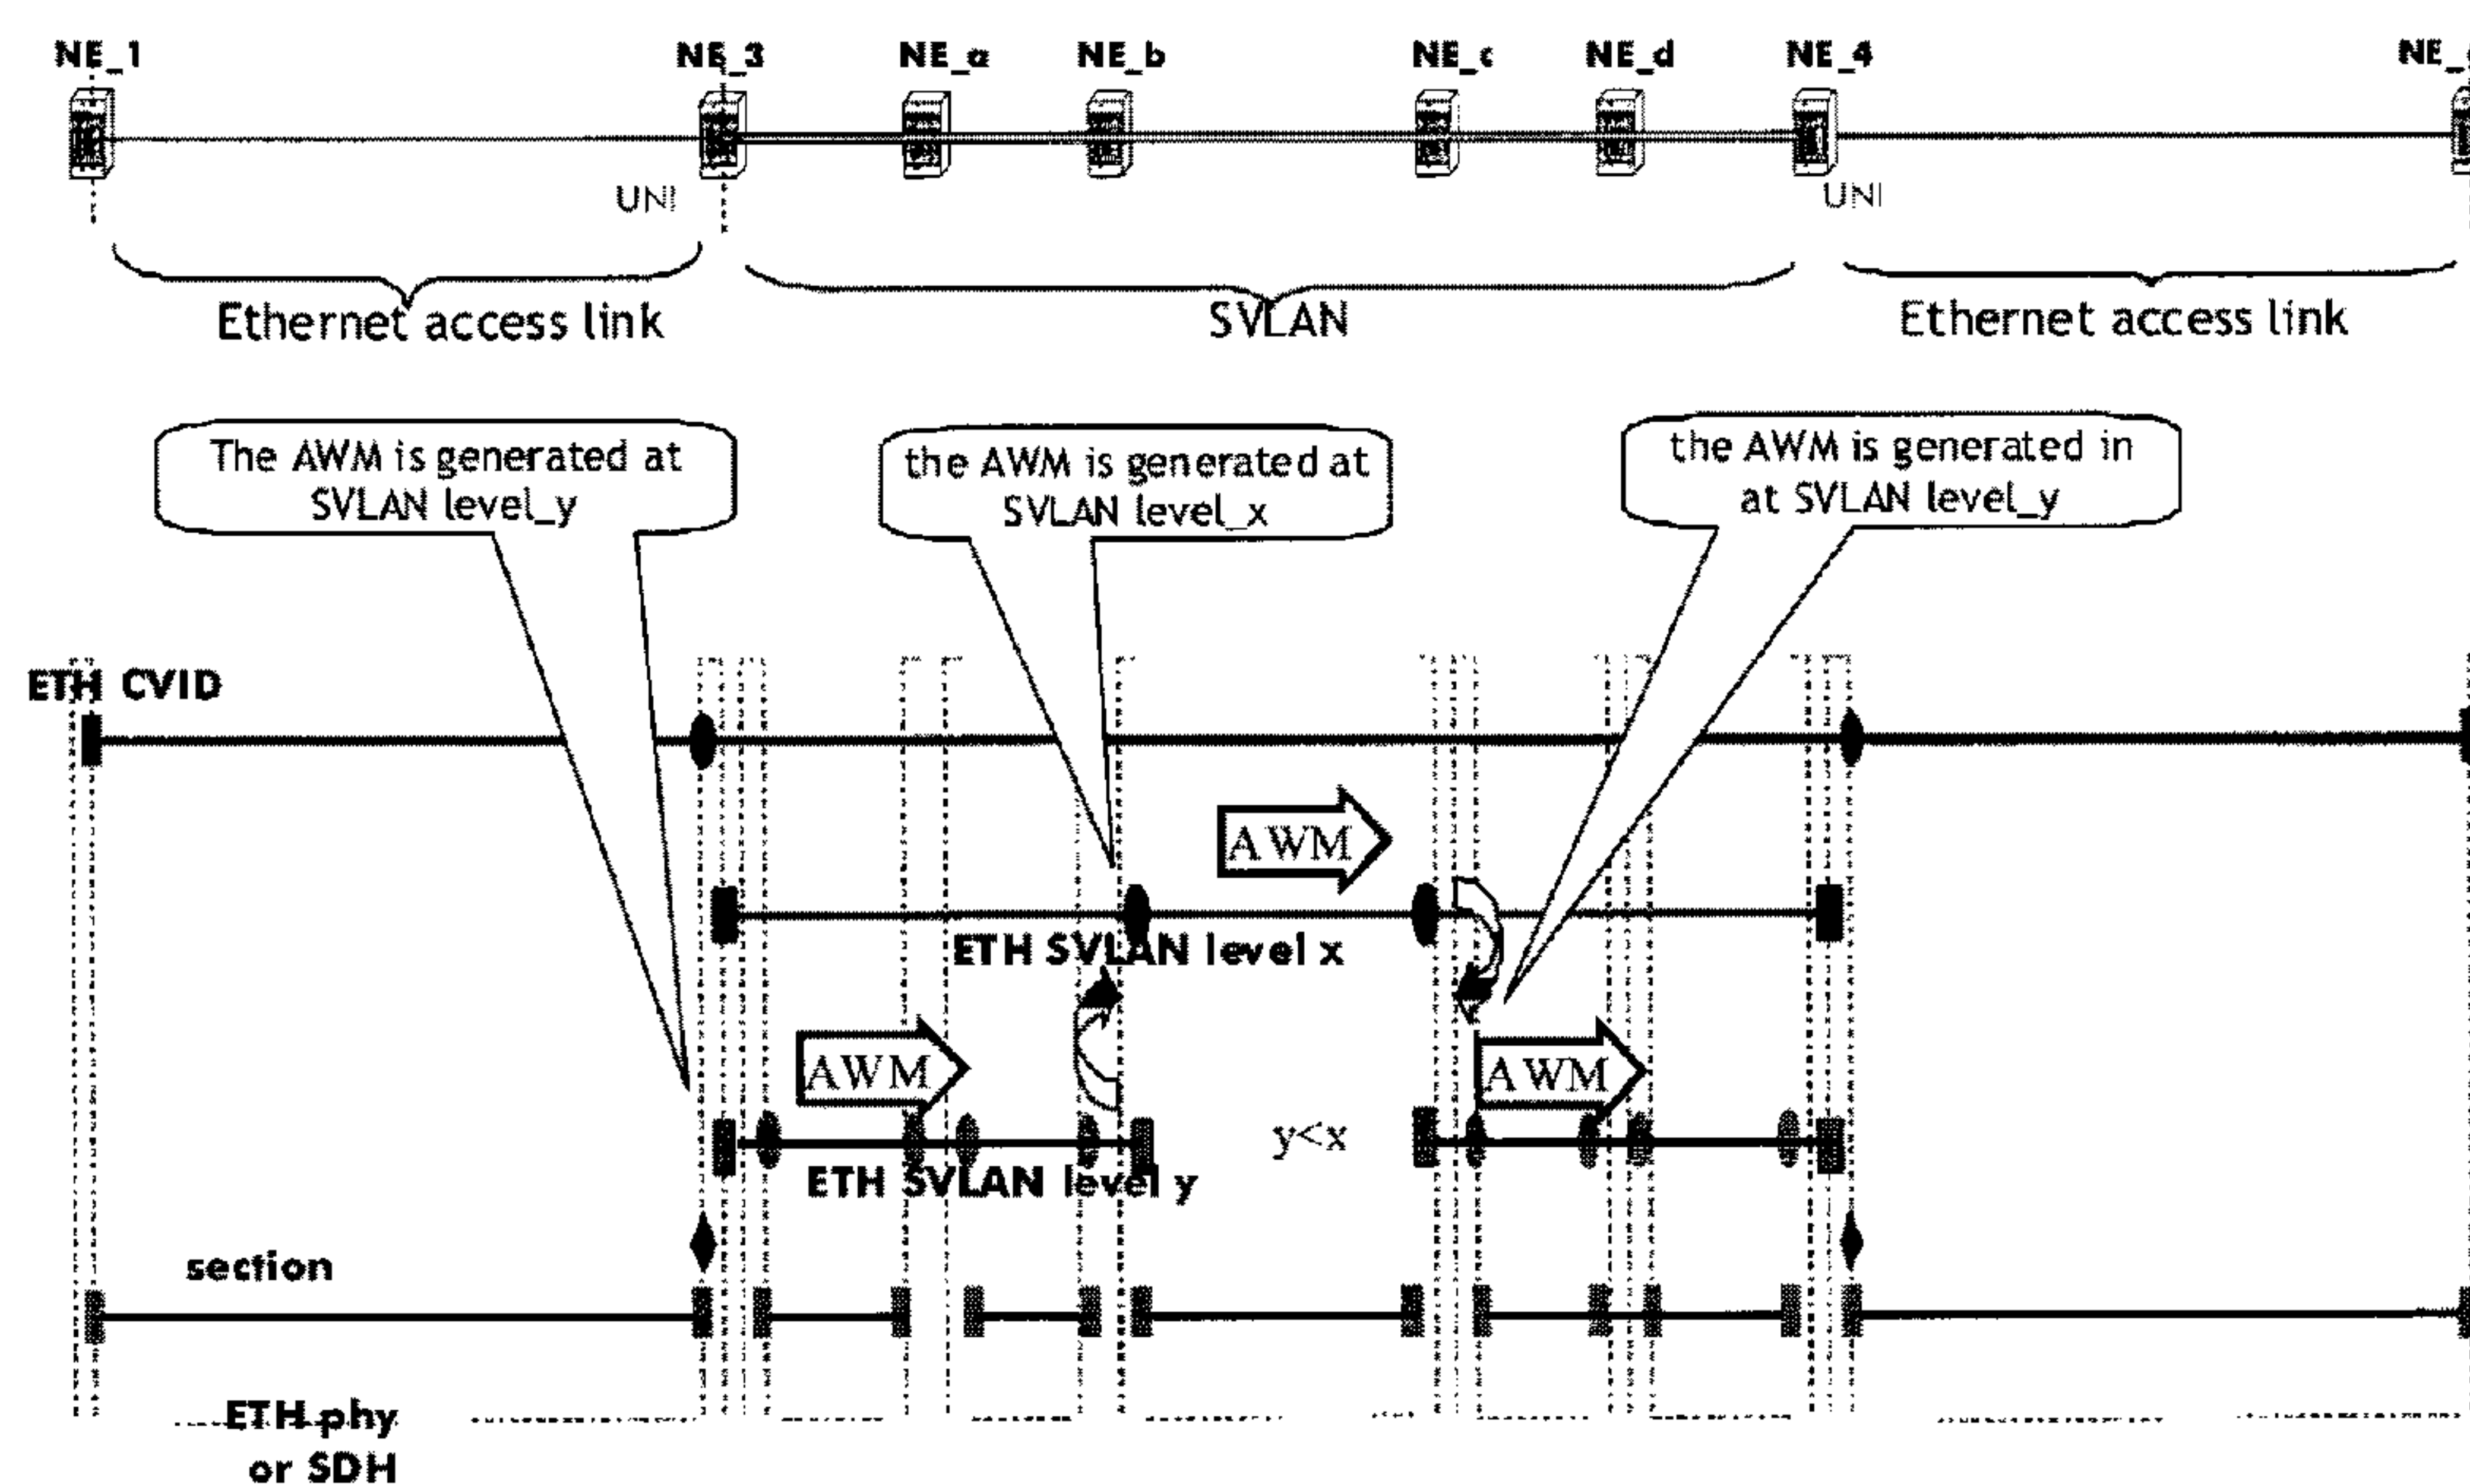 NE_1 NE_3 NE_a NE_b NE_c NE_d NE_4
UNI UNI
Ethernet access link SVLAN Ethernet access link
The AWM is generated at
SVLAN level_y
the AWM is generated at
SVLAN level_x
the AWM is generated in
at SVLAN level_y
ETH CVID
AWM
ETH SVLAN level x
AWM AWM
y<x
ETH SVLAN level y
section
ETH phy
or SDH